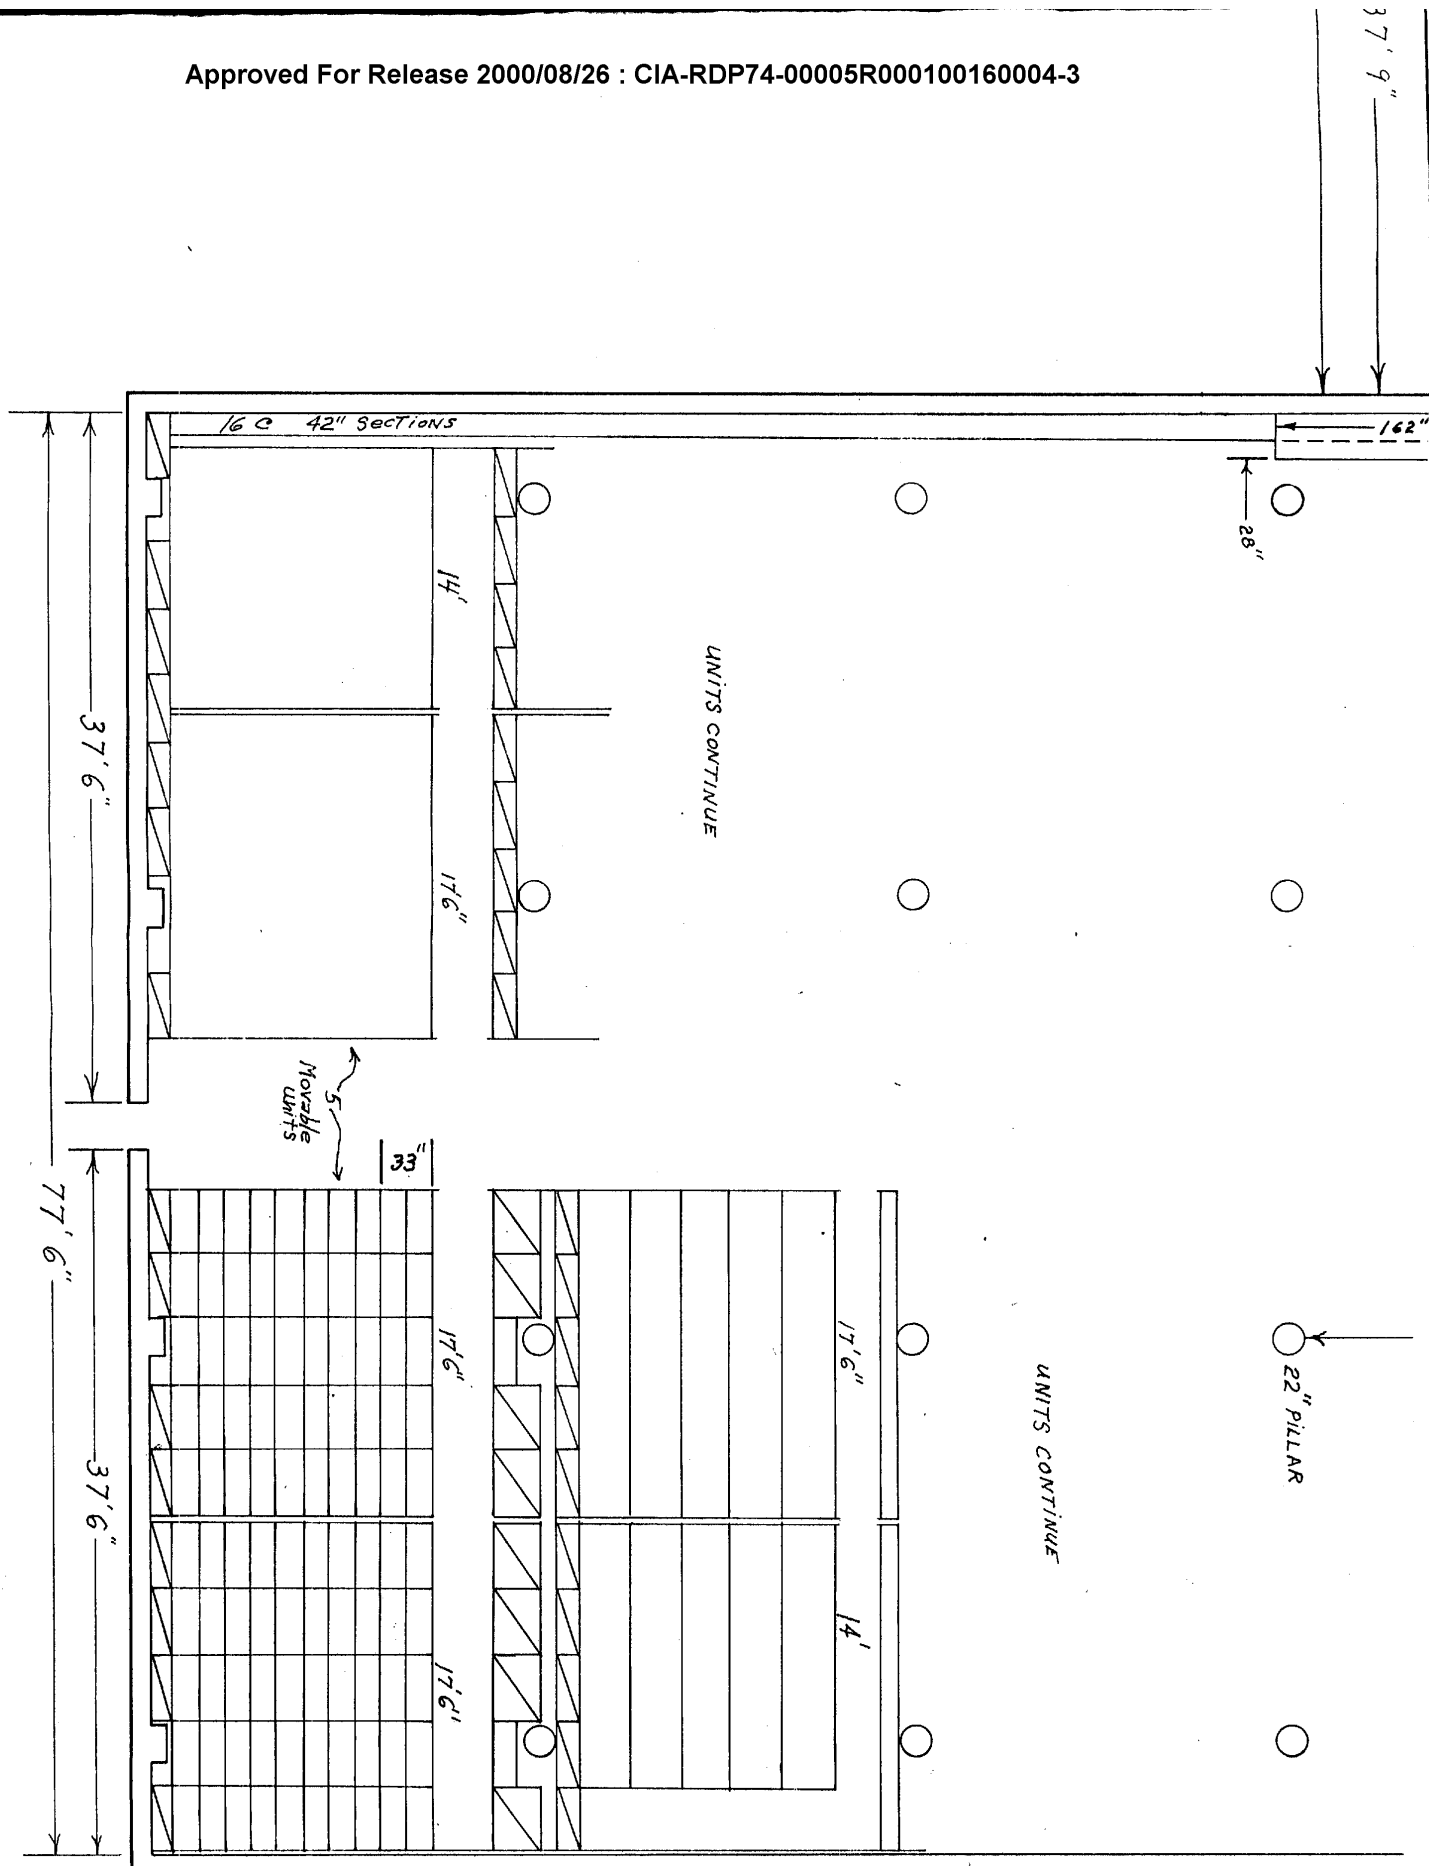 37' 9"
Approved For Release 2000/08/26 : CIA-RDP74-00005R000100160004-3
16 @ 42" SECTIONS
162"
28"
14'
UNITS CONTINUE
37' 6"
17'6"
5
Movable
units
33"
77' 6"
17'6"
17'6"
22" PILLAR
UNITS CONTINUE
37' 6"
14'
17'6"